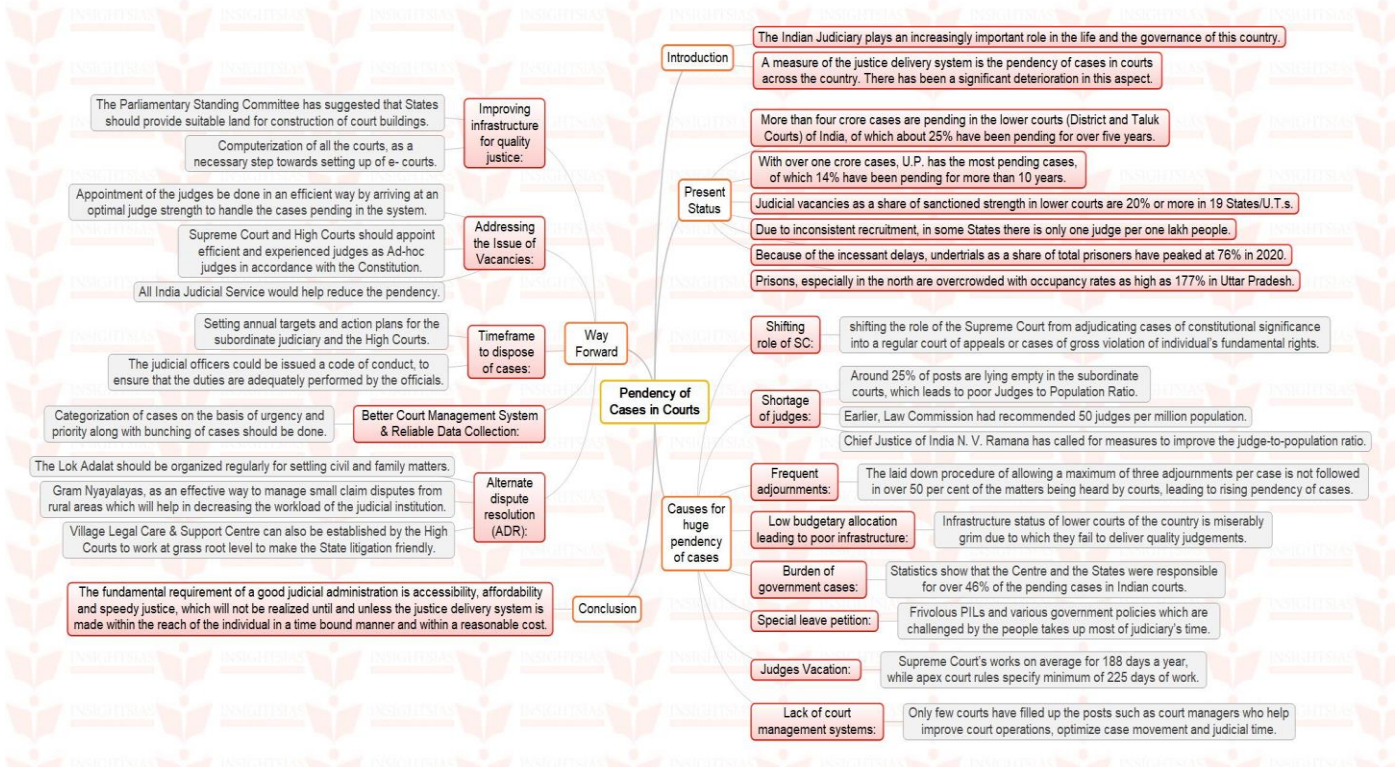 Pendency of
Cases in Courts
Introduction
The Indian Judiciary plays an increasingly important role in the life and the governance of this country.
A measure of the justice delivery system is the pendency of cases in courts
across the country. There has been a significant deterioration in this aspect.
Present
Status
More than four crore cases are pending in the lower courts (District and Taluk
Courts) of India, of which about 25% have been pending for over five years.
With over one crore cases, U.P. has the most pending cases,
of which 14% have been pending for more than 10 years.
Judicial vacancies as a share of sanctioned strength in lower courts are 20% or more in 19 States/U.T.s.
Due to inconsistent recruitment, in some States there is only one judge per one lakh people.
Because of the incessant delays, undertrials as a share of total prisoners have peaked at 76% in 2020.
Prisons, especially in the north are overcrowded with occupancy rates as high as 177% in Uttar Pradesh.
Causes for
huge
pendency
of cases
Shifting
role of SC:
shifting the role of the Supreme Court from adjudicating cases of constitutional significance
into a regular court of appeals or cases of gross violation of individual's fundamental rights.
Shortage
of judges:
Around 25% of posts are lying empty in the subordinate
courts, which leads to poor Judges to Population Ratio.
Earlier, Law Commission had recommended 50 judges per million population.
Chief Justice of India N. V. Ramana has called for measures to improve the judge-to-population ratio.
Frequent
adjournments:
The laid down procedure of allowing a maximum of three adjournments per case is not followed
in over 50 per cent of the matters being heard by courts, leading to rising pendency of cases.
Low budgetary allocation
leading to poor infrastructure:
Infrastructure status of lower courts of the country is miserably
grim due to which they fail to deliver quality judgements.
Burden of
government cases:
Statistics show that the Centre and the States were responsible
for over 46% of the pending cases in Indian courts.
Special leave petition:
Frivolous PILs and various government policies which are
challenged by the people takes up most of judiciary's time.
Judges Vacation:
Supreme Court's works on average for 188 days a year,
while apex court rules specify minimum of 225 days of work.
Lack of court
management systems:
Only few courts have filled up the posts such as court managers who help
improve court operations, optimize case movement and judicial time.
Way
Forward
Improving
infrastructure
for quality
justice:
The Parliamentary Standing Committee has suggested that States
should provide suitable land for construction of court buildings.
Computerization of all the courts, as a
necessary step towards setting up of e- courts.
Addressing
the Issue of
Vacancies:
Appointment of the judges be done in an efficient way by arriving at an
optimal judge strength to handle the cases pending in the system.
Supreme Court and High Courts should appoint
efficient and experienced judges as Ad-hoc
judges in accordance with the Constitution.
All India Judicial Service would help reduce the pendency.
Timeframe
to dispose
of cases:
Setting annual targets and action plans for the
subordinate judiciary and the High Courts.
The judicial officers could be issued a code of conduct, to
ensure that the duties are adequately performed by the officials.
Better Court Management System
& Reliable Data Collection:
Categorization of cases on the basis of urgency and
priority along with bunching of cases should be done.
Alternate
dispute
resolution
(ADR):
The Lok Adalat should be organized regularly for settling civil and family matters.
Gram Nyayalayas, as an effective way to manage small claim disputes from
rural areas which will help in decreasing the workload of the judicial institution.
Village Legal Care & Support Centre can also be established by the High
Courts to work at grass root level to make the State litigation friendly.
Conclusion
The fundamental requirement of a good judicial administration is accessibility, affordability
and speedy justice, which will not be realized until and unless the justice delivery system is
made within the reach of the individual in a time bound manner and within a reasonable cost.
INSIGHTSIAS